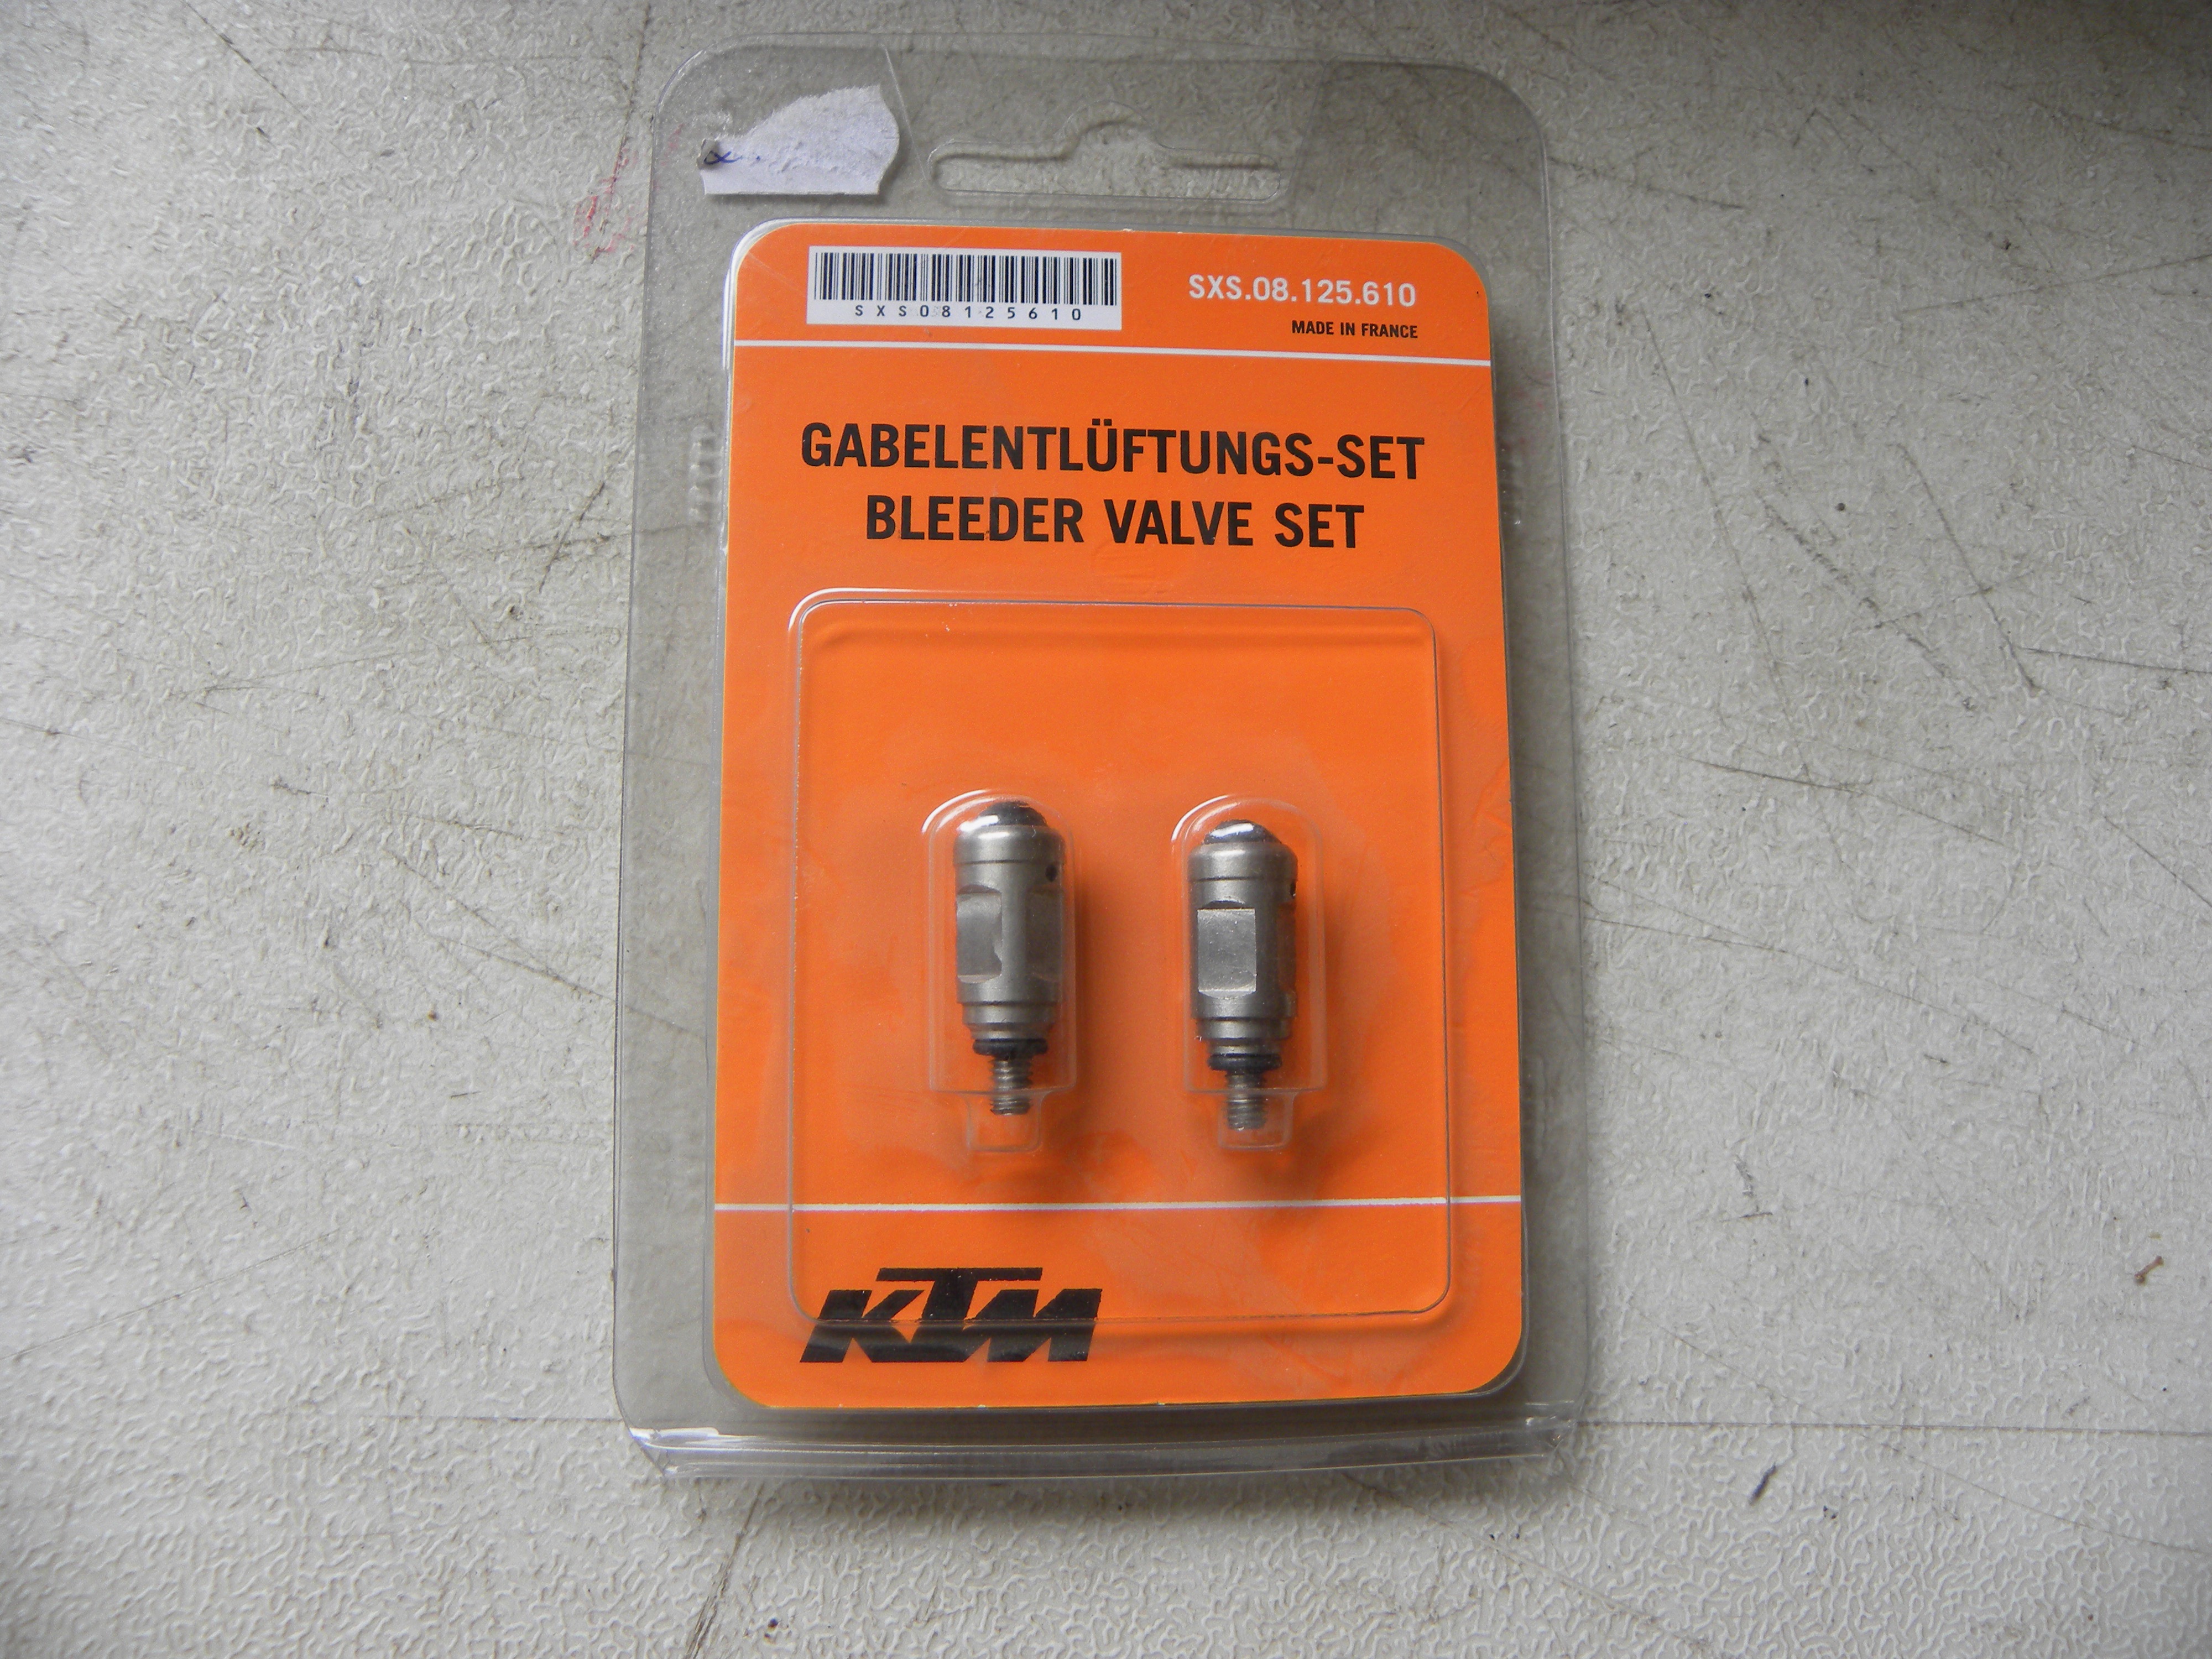 SXS08125610
SXS.08.125.610
MADE IN FRANCE
GABELENTLÜFTUNGS-SET
BLEEDER VALVE SET
KTM